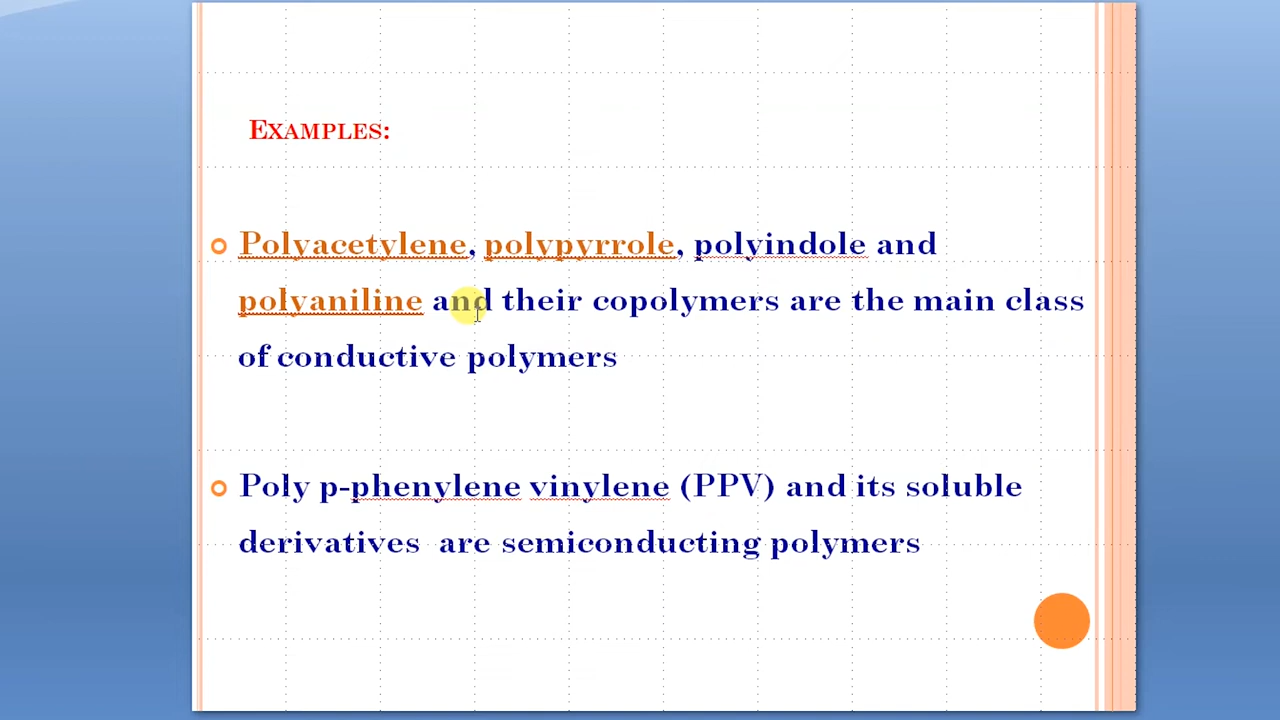 EXAMPLES:
Polyacetylene, polypyrrole, polyindole and
polyaniline and their copolymers are the main class
of conductive polymers
Poly p-phenylene vinylene (PPV) and its soluble
derivatives are semiconducting polymers